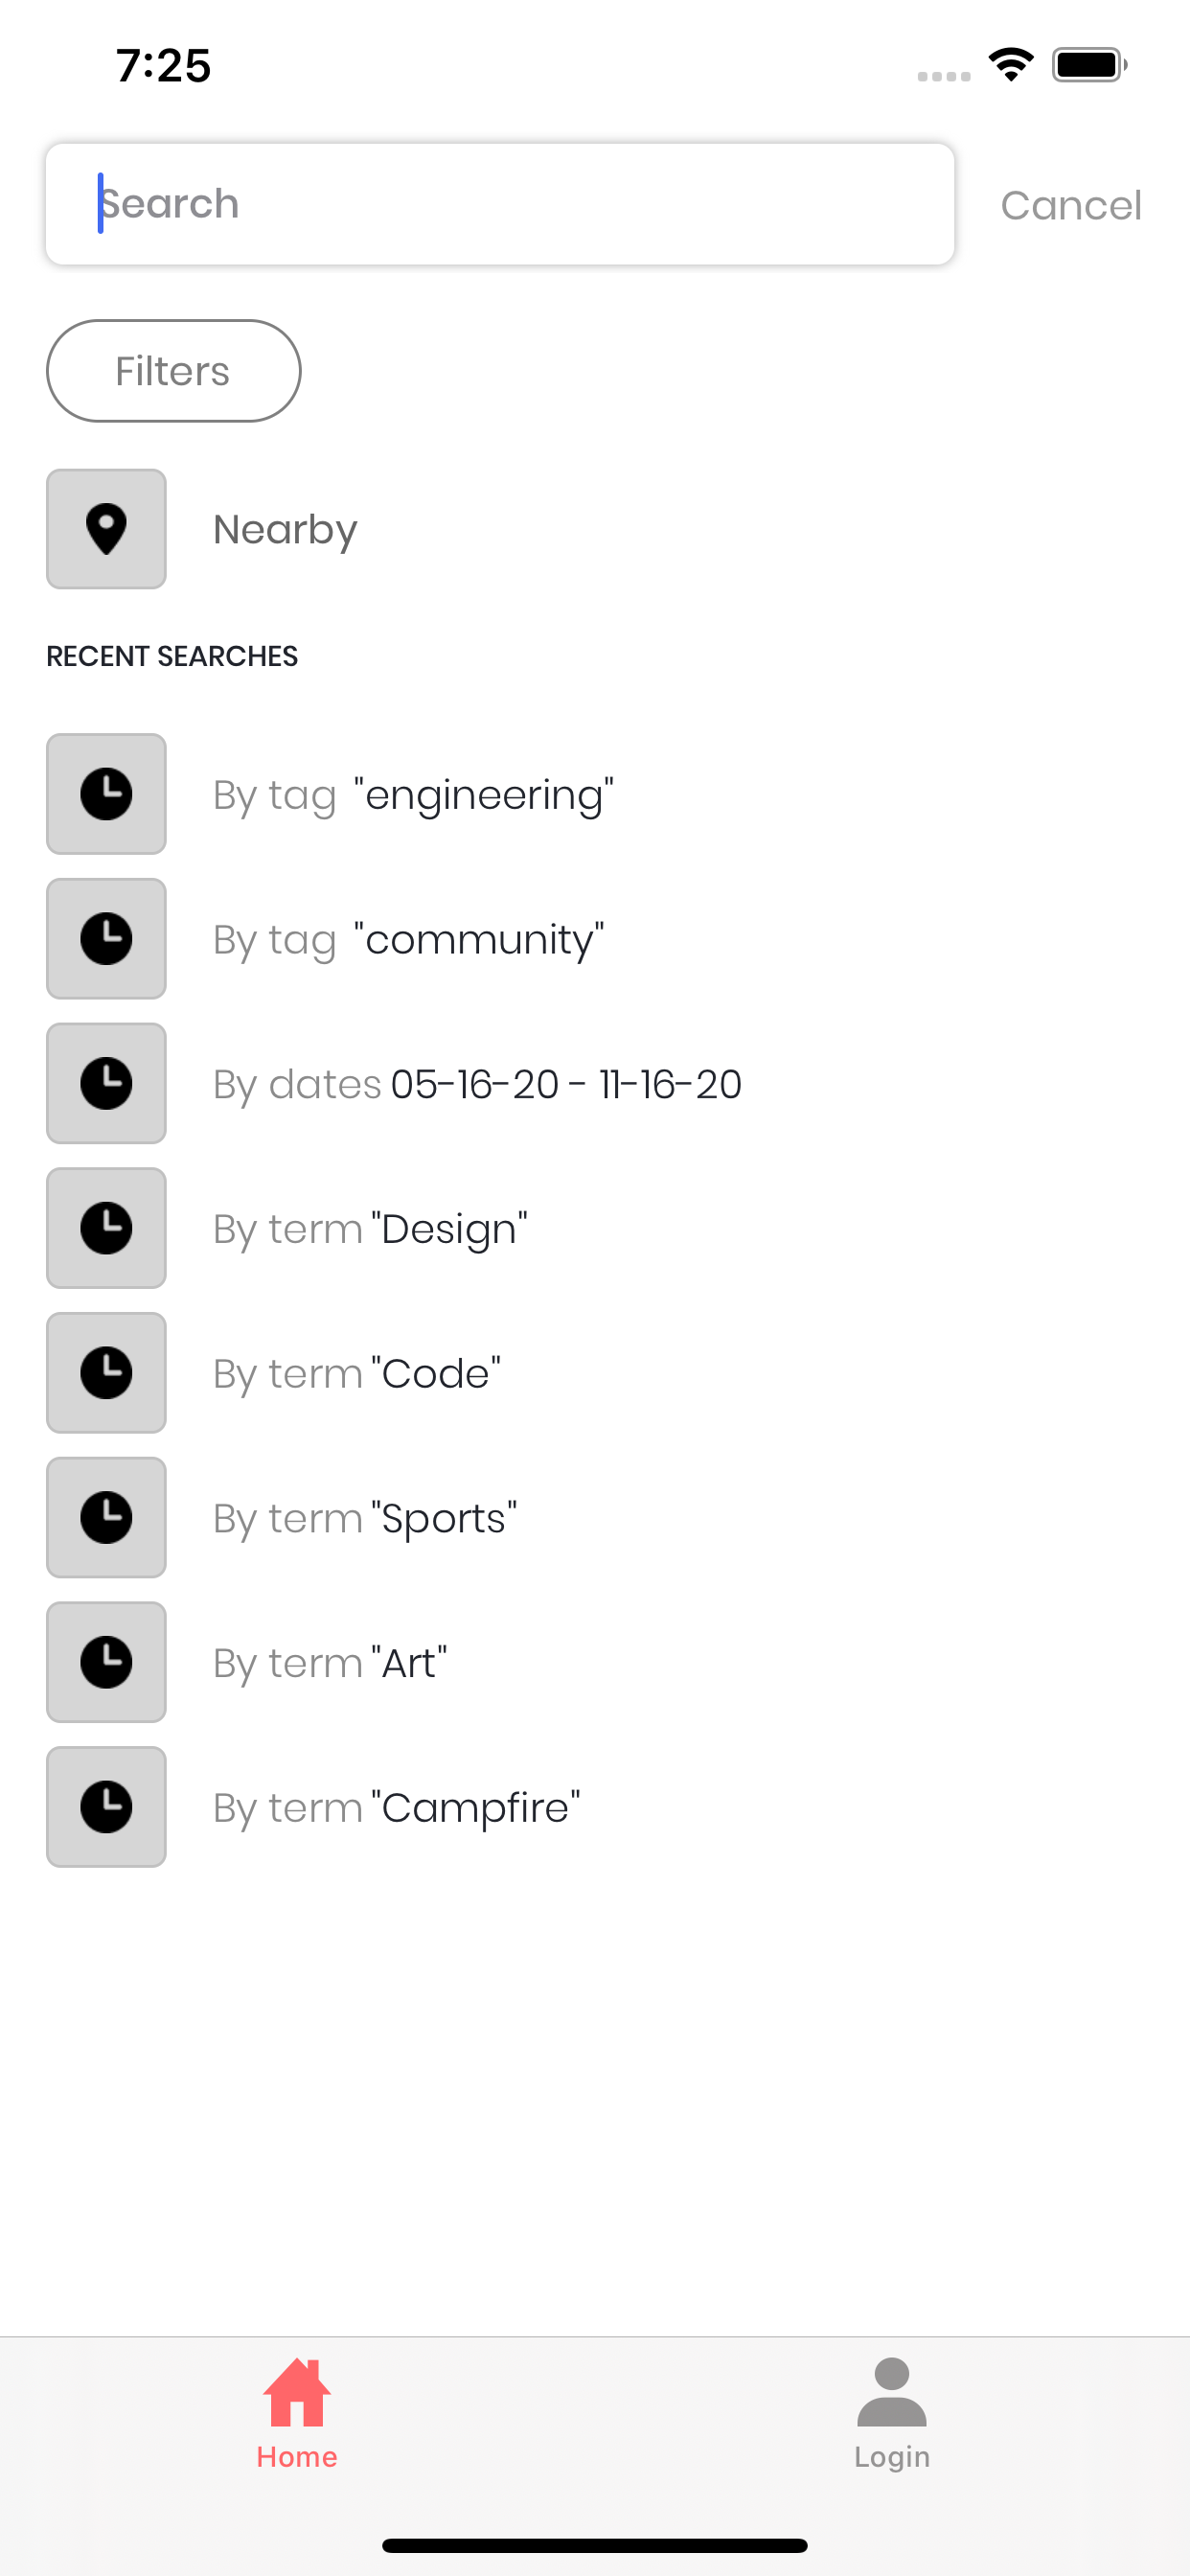 7:25
Search
Cancel
Filters
Nearby
RECENT SEARCHES
By tag "engineering"
By tag "community"
By dates 05-16-20 - 11-16-20
By term "Design"
By term "Code"
By term "Sports"
By term "Art"
By term "Campfire"
Home
Login